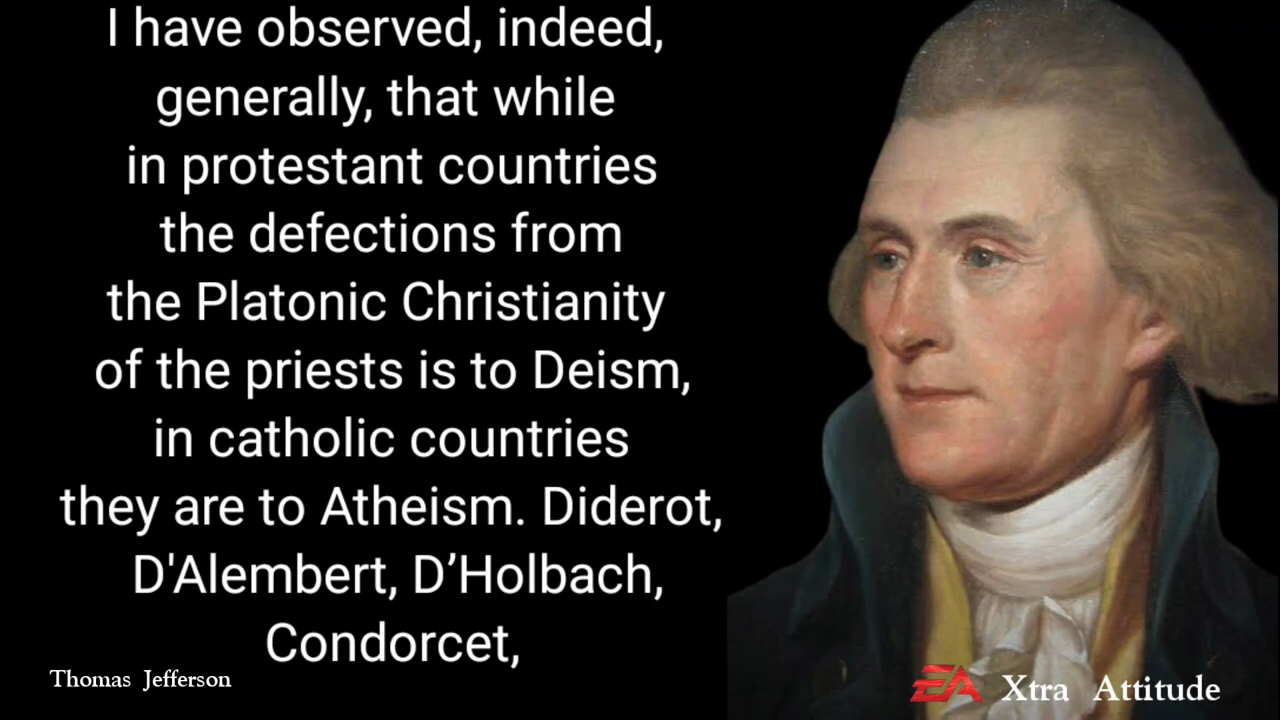 I have observed, indeed,
generally, that while
in protestant countries
the defections from
the Platonic Christianity
of the priests is to Deism,
in catholic countries
they are to Atheism. Diderot,
D'Alembert, D’Holbach,
Condorcet,
Thomas Jefferson
EA Xtra Attitude